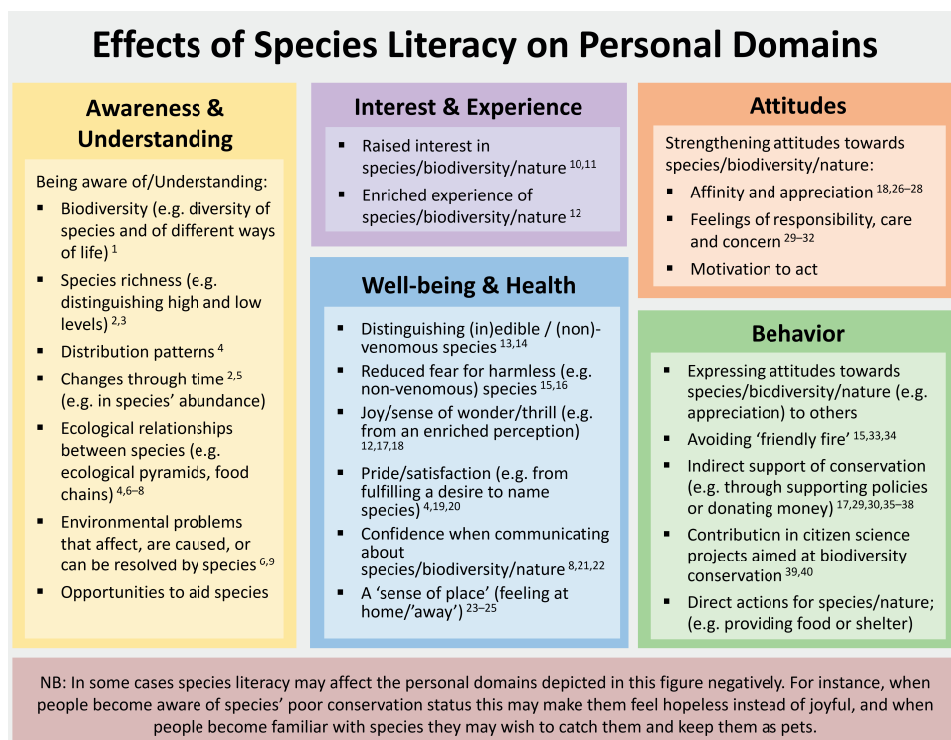 Effects of Species Literacy on Personal Domains
Awareness &
Understanding
Being aware of/Understanding:
▪ Biodiversity (e.g. diversity of
species and of different ways
of life) 1
▪ Species richness (e.g.
distinguishing high and low
levels) 2,3
▪ Distribution patterns 4
▪ Changes through time 2,5
(e.g. in species’ abundance)
▪ Ecological relationships
between species (e.g.
ecological pyramids, food
chains) 4,6–8
▪ Environmental problems
that affect, are caused, or
can be resolved by species 6,9
▪ Opportunities to aid species
Interest & Experience
▪ Raised interest in
species/biodiversity/nature 10,11
▪ Enriched experience of
species/biodiversity/nature 12
Well-being & Health
▪ Distinguishing (in)edible / (non)-
venomous species 13,14
▪ Reduced fear for harmless (e.g.
non-venomous) species 15,16
▪ Joy/sense of wonder/thrill (e.g.
from an enriched perception)
12,17,18
▪ Pride/satisfaction (e.g. from
fulfilling a desire to name
species) 4,19,20
▪ Confidence when communicating
about
species/biodiversity/nature 8,21,22
▪ A ‘sense of place’ (feeling at
home/’away’) 23–25
Attitudes
Strengthening attitudes towards
species/biodiversity/nature:
▪ Affinity and appreciation 18,26–28
▪ Feelings of responsibility, care
and concern 29–32
▪ Motivation to act
Behavior
▪ Expressing attitudes towards
species/biodiversity/nature (e.g.
appreciation) to others
▪ Avoiding ‘friendly fire’ 15,33,34
▪ Indirect support of conservation
(e.g. through supporting policies
or donating money) 17,29,30,35–38
▪ Contribution in citizen science
projects aimed at biodiversity
conservation 39,40
▪ Direct actions for species/nature;
(e.g. providing food or shelter)
NB: In some cases species literacy may affect the personal domains depicted in this figure negatively. For instance, when
people become aware of species’ poor conservation status this may make them feel hopeless instead of joyful, and when
people become familiar with species they may wish to catch them and keep them as pets.